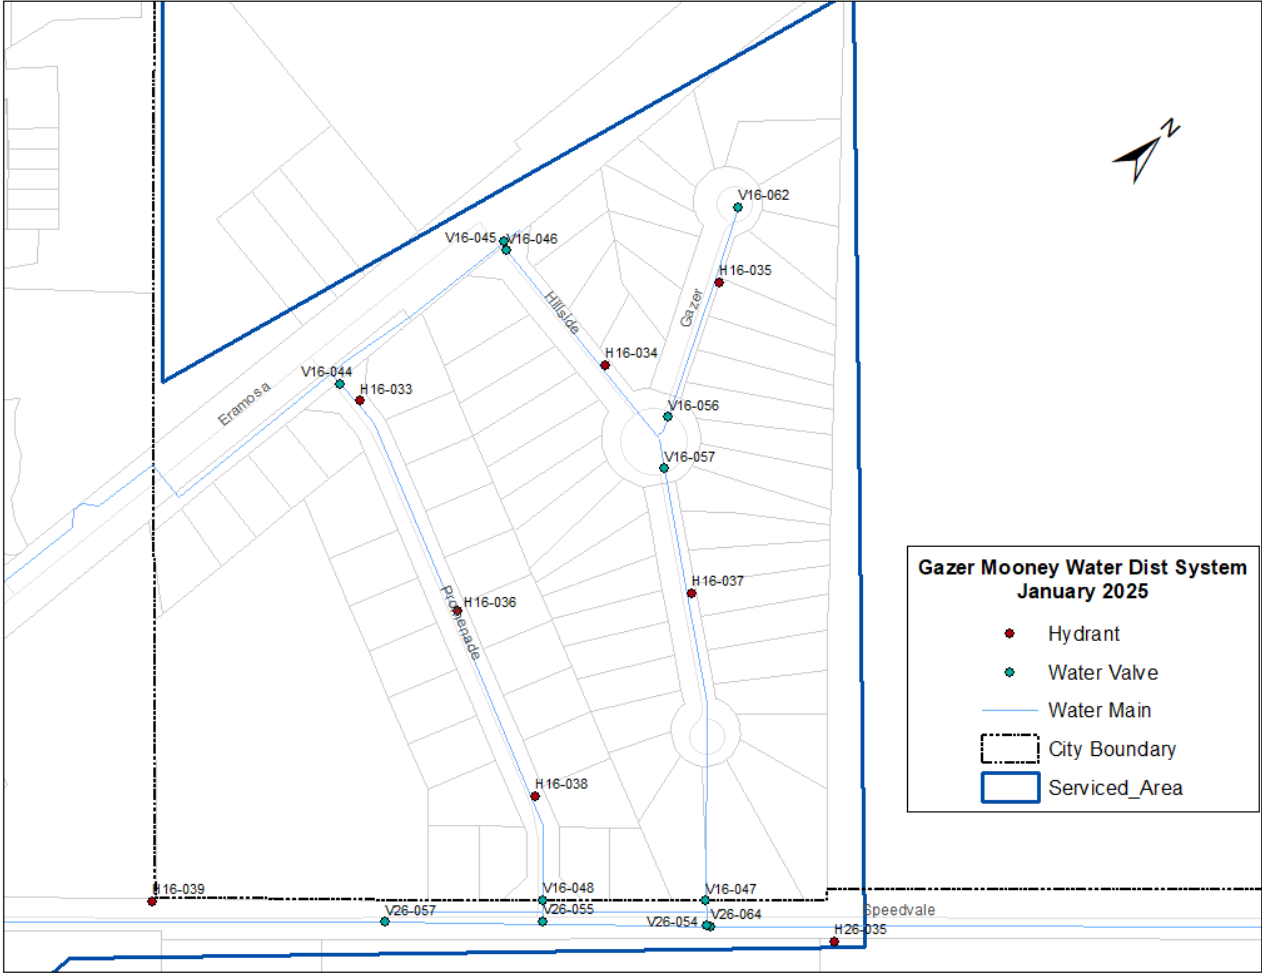 N
V16-062
V16-045
V16-046
H16-035
Hillside
Gazer
H16-034
V16-044
H16-033
Eramosa
V16-056
V16-057
H16-037
H16-036
Promenade
Gazer Mooney Water Dist System
January 2025
Hydrant
Water Valve
Water Main
City Boundary
Serviced_Area
H16-038
H16-039
V16-048
V16-047
V26-057
V26-055
V26-054
V26-064
Speedvale
H26-035